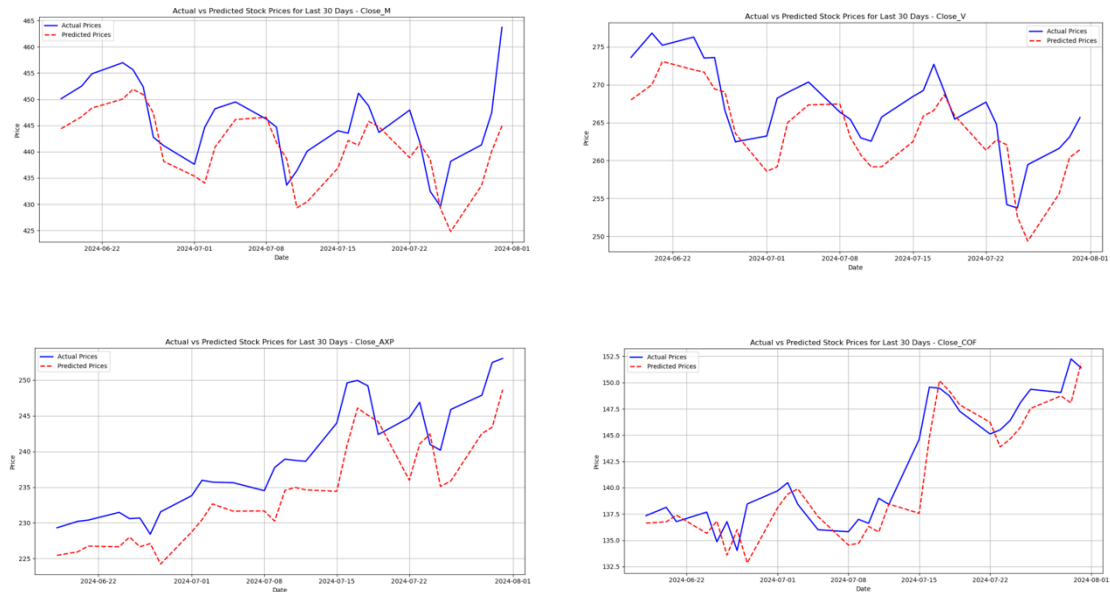 Actual vs Predicted Stock Prices for Last 30 Days - Close_M
Actual Prices
Predicted Prices
465
460
455
450
445
440
435
430
425
Price
2024-06-22
2024-07-01
2024-07-08
2024-07-15
2024-07-22
2024-08-01
Date
Actual vs Predicted Stock Prices for Last 30 Days - Close_V
Actual Prices
Predicted Prices
275
270
265
260
255
250
Price
2024-06-22
2024-07-01
2024-07-08
2024-07-15
2024-07-22
2024-08-01
Date
Actual vs Predicted Stock Prices for Last 30 Days - Close_AXP
Actual Prices
Predicted Prices
250
245
240
235
230
225
Price
2024-06-22
2024-07-01
2024-07-08
2024-07-15
2024-07-22
2024-08-01
Date
Actual vs Predicted Stock Prices for Last 30 Days - Close_COF
Actual Prices
Predicted Prices
152.5
150.0
147.5
145.0
142.5
140.0
137.5
135.0
132.5
Price
2024-06-22
2024-07-01
2024-07-08
2024-07-15
2024-07-22
2024-08-01
Date